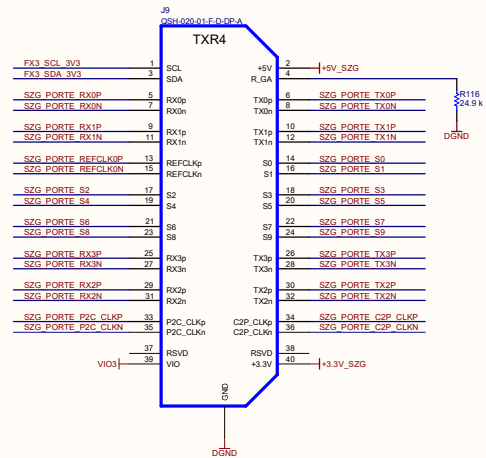 J9
QSH-020-01-F-D-DP-A
TXR4
FX3_SCL_3V3 1 SCL +5V 2 +5V_SZG
FX3_SDA_3V3 3 SDA R_GA 4
R116
24.9 k
DGND
SZG_PORTE_RX0P 5 RX0p TX0p 6 SZG_PORTE_TX0P
SZG_PORTE_RX0N 7 RX0n TX0n 8 SZG_PORTE_TX0N
SZG_PORTE_RX1P 9 RX1p TX1p 10 SZG_PORTE_TX1P
SZG_PORTE_RX1N 11 RX1n TX1n 12 SZG_PORTE_TX1N
SZG_PORTE_REFCLK0P 13 REFCLKp S0 14 SZG_PORTE_S0
SZG_PORTE_REFCLK0N 15 REFCLKn S1 16 SZG_PORTE_S1
SZG_PORTE_S2 17 S2 S3 18 SZG_PORTE_S3
SZG_PORTE_S4 19 S4 S5 20 SZG_PORTE_S5
SZG_PORTE_S6 21 S6 S7 22 SZG_PORTE_S7
SZG_PORTE_S8 23 S8 S9 24 SZG_PORTE_S9
SZG_PORTE_RX3P 25 RX3p TX3p 26 SZG_PORTE_TX3P
SZG_PORTE_RX3N 27 RX3n TX3n 28 SZG_PORTE_TX3N
SZG_PORTE_RX2P 29 RX2p TX2p 30 SZG_PORTE_TX2P
SZG_PORTE_RX2N 31 RX2n TX2n 32 SZG_PORTE_TX2N
SZG_PORTE_P2C_CLKP 33 P2C_CLKp C2P_CLKp 34 SZG_PORTE_C2P_CLKP
SZG_PORTE_P2C_CLKN 35 P2C_CLKn C2P_CLKn 36 SZG_PORTE_C2P_CLKN
37 RSVD RSVD 38
VIO3 39 VIO +3.3V 40 +3.3V_SZG
GND
DGND